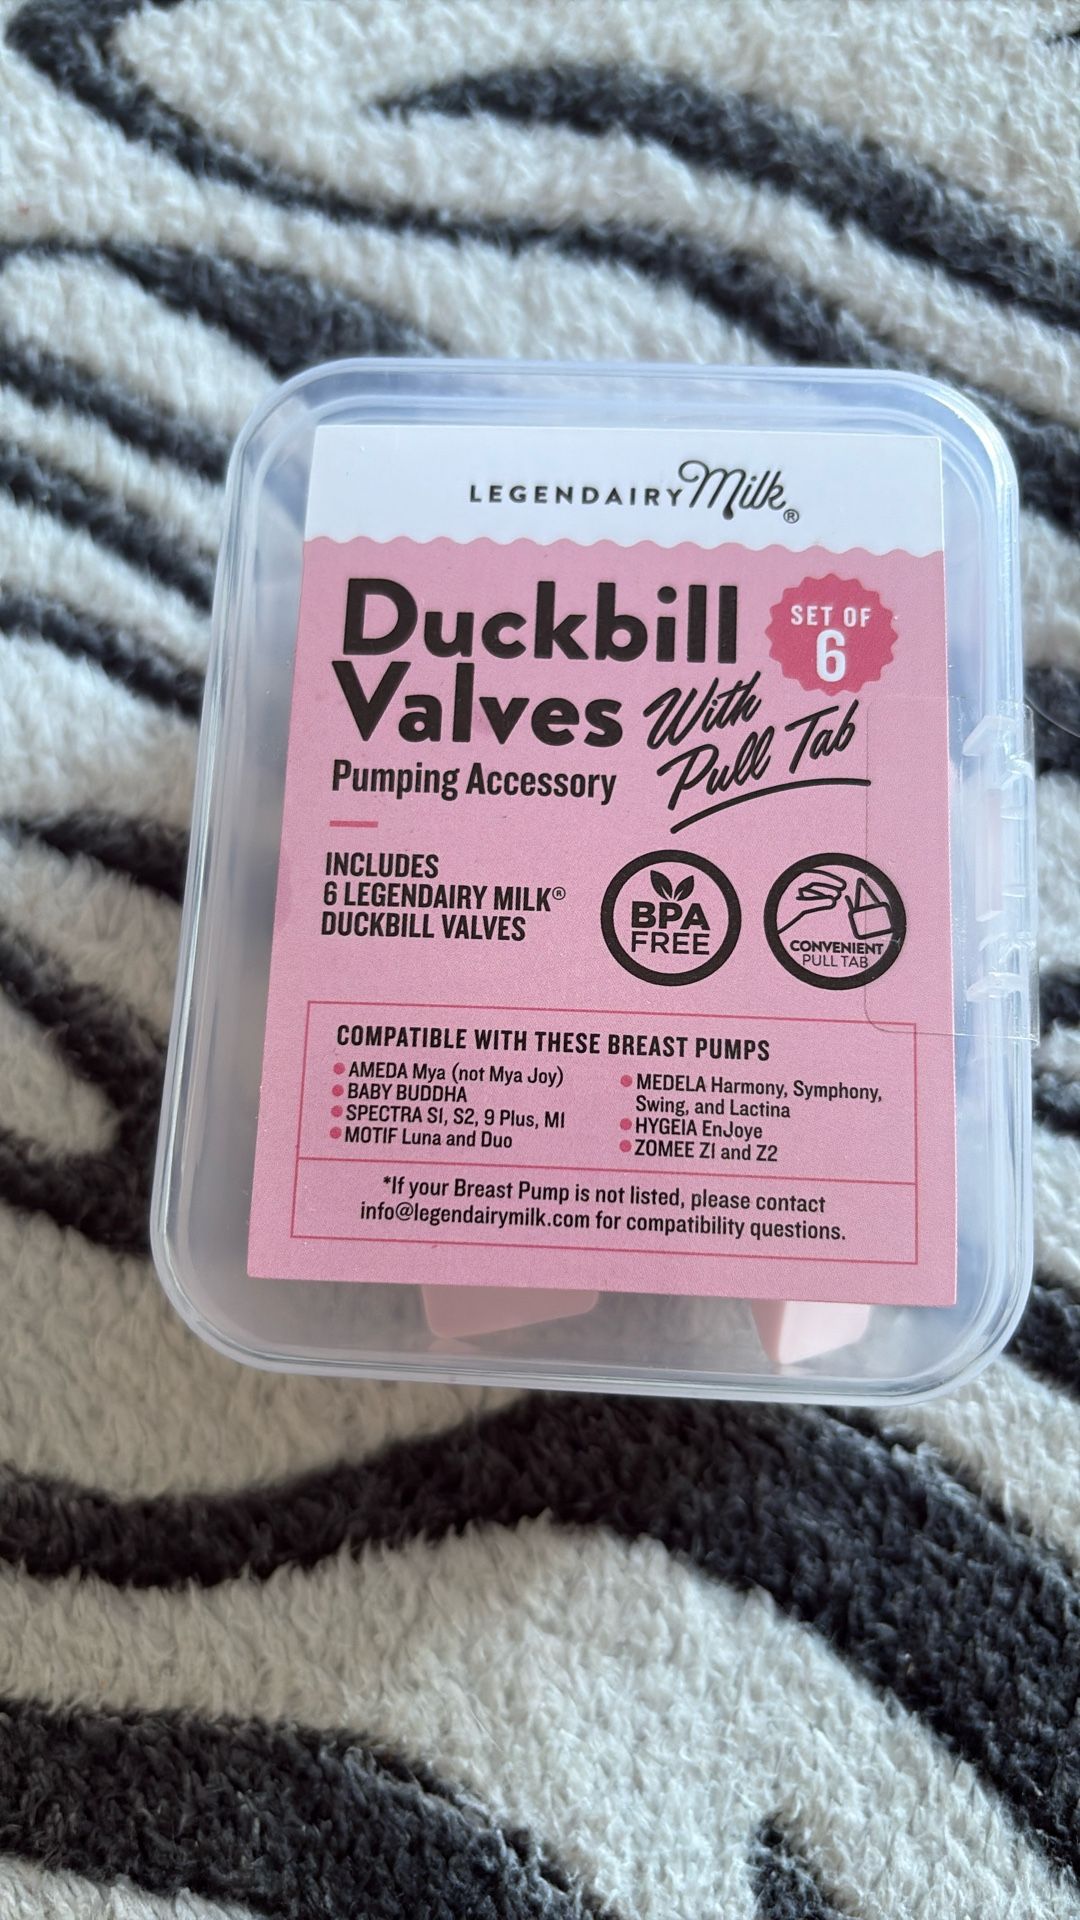 LEGENDAIRY Milk®
Duckbill
Valves
With
Pull Tab
SET OF
6
Pumping Accessory
INCLUDES
6 LEGENDAIRY MILK®
DUCKBILL VALVES
BPA
FREE
CONVENIENT
PULL TAB
COMPATIBLE WITH THESE BREAST PUMPS
• AMEDA Mya (not Mya Joy)
• BABY BUDDHA
• SPECTRA S1, S2, 9 Plus, M1
• MOTIF Luna and Duo
• MEDELA Harmony, Symphony,
Swing, and Lactina
• HYGEIA EnJoye
• ZOMEE Z1 and Z2
*If your Breast Pump is not listed, please contact
info@legendairymilk.com for compatibility questions.